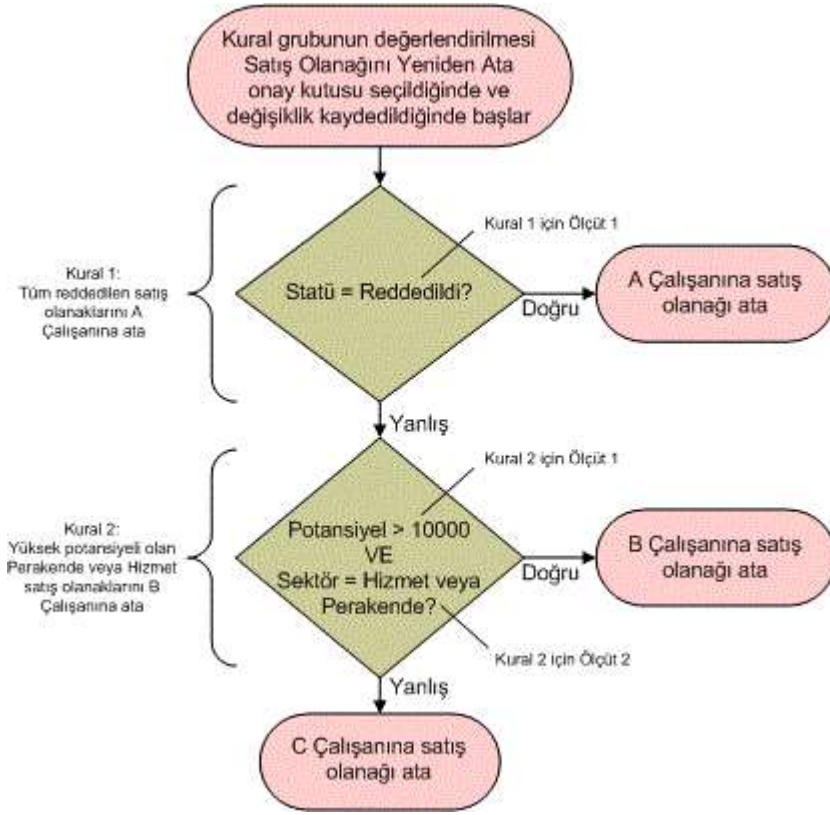 Kural grubunun değerlendirilmesi
Satış Olanağını Yeniden Ata
onay kutusu seçildiğinde ve
değişiklik kaydedildiğinde başlar
Kural 1 için Ölçüt 1
Kural 1:
Tüm reddedilen satış
olanaklarını A
Çalışanına ata
Statü = Reddedildi?
Doğru
A Çalışanına satış
olanağı ata
Yanlış
Kural 2 için Ölçüt 1
Kural 2:
Yüksek potansiyeli olan
Perakende veya Hizmet
satış olanaklarını B
Çalışanına ata
Potansiyel > 10000
VE
Sektör = Hizmet veya
Perakende?
Doğru
B Çalışanına satış
olanağı ata
Kural 2 için Ölçüt 2
Yanlış
C Çalışanına satış
olanağı ata